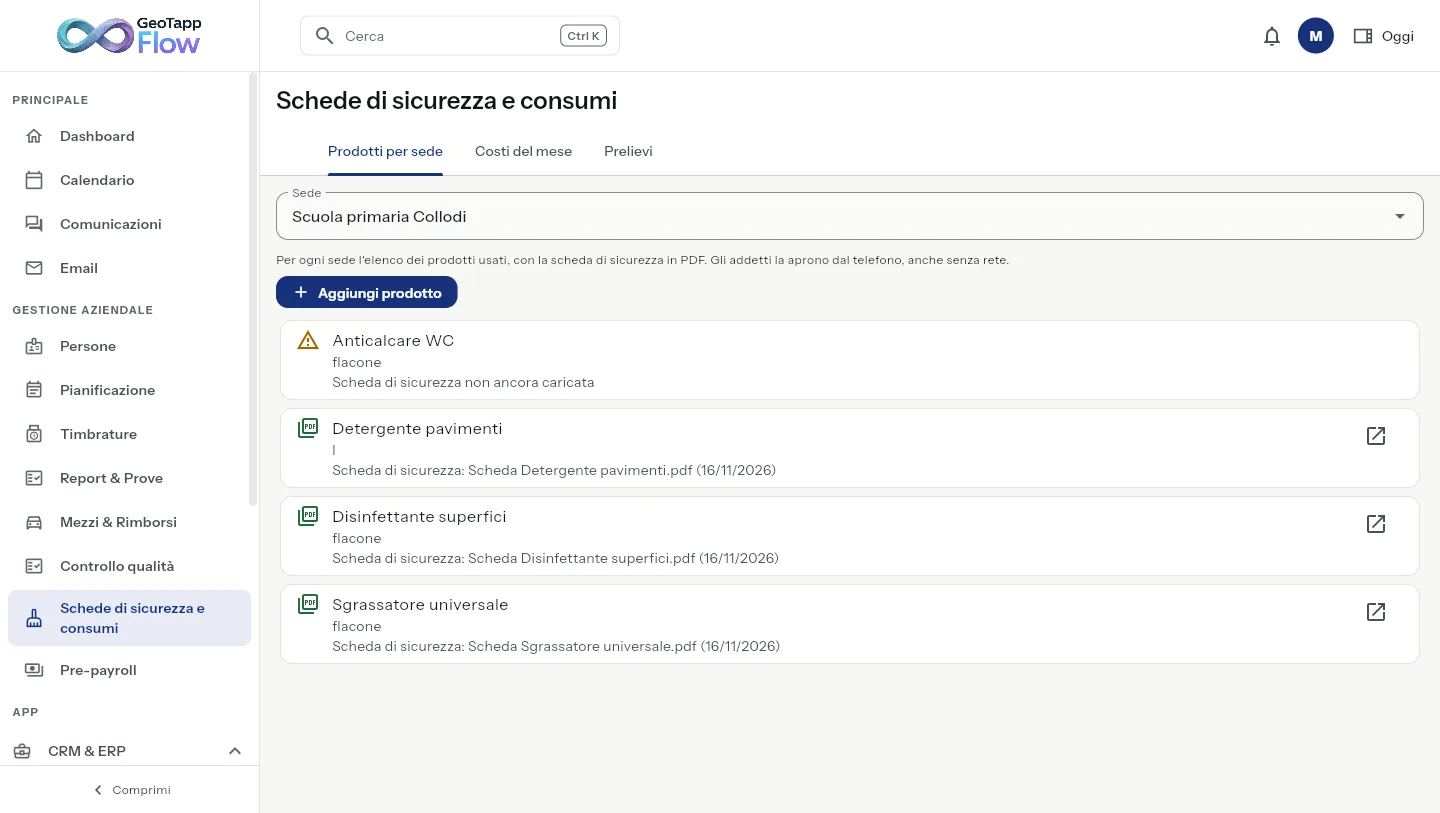 GeoTapp
Flow
Cerca
Ctrl K
M
Oggi
PRINCIPALE
Dashboard
Calendario
Comunicazioni
Email
GESTIONE AZIENDALE
Persone
Pianificazione
Timbrature
Report & Prove
Mezzi & Rimborsi
Controllo qualità
Schede di sicurezza e
consumi
Pre-payroll
APP
CRM & ERP
Comprimi
Schede di sicurezza e consumi
Prodotti per sede
Costi del mese
Prelievi
Sede
Scuola primaria Collodi
Per ogni sede l'elenco dei prodotti usati, con la scheda di sicurezza in PDF. Gli addetti la aprono dal telefono, anche senza rete.
Aggiungi prodotto
Anticalcare WC
flacone
Scheda di sicurezza non ancora caricata
PDF
Detergente pavimenti
l
Scheda di sicurezza: Scheda Detergente pavimenti.pdf (16/11/2026)
PDF
Disinfettante superfici
flacone
Scheda di sicurezza: Scheda Disinfettante superfici.pdf (16/11/2026)
PDF
Sgrassatore universale
flacone
Scheda di sicurezza: Scheda Sgrassatore universale.pdf (16/11/2026)